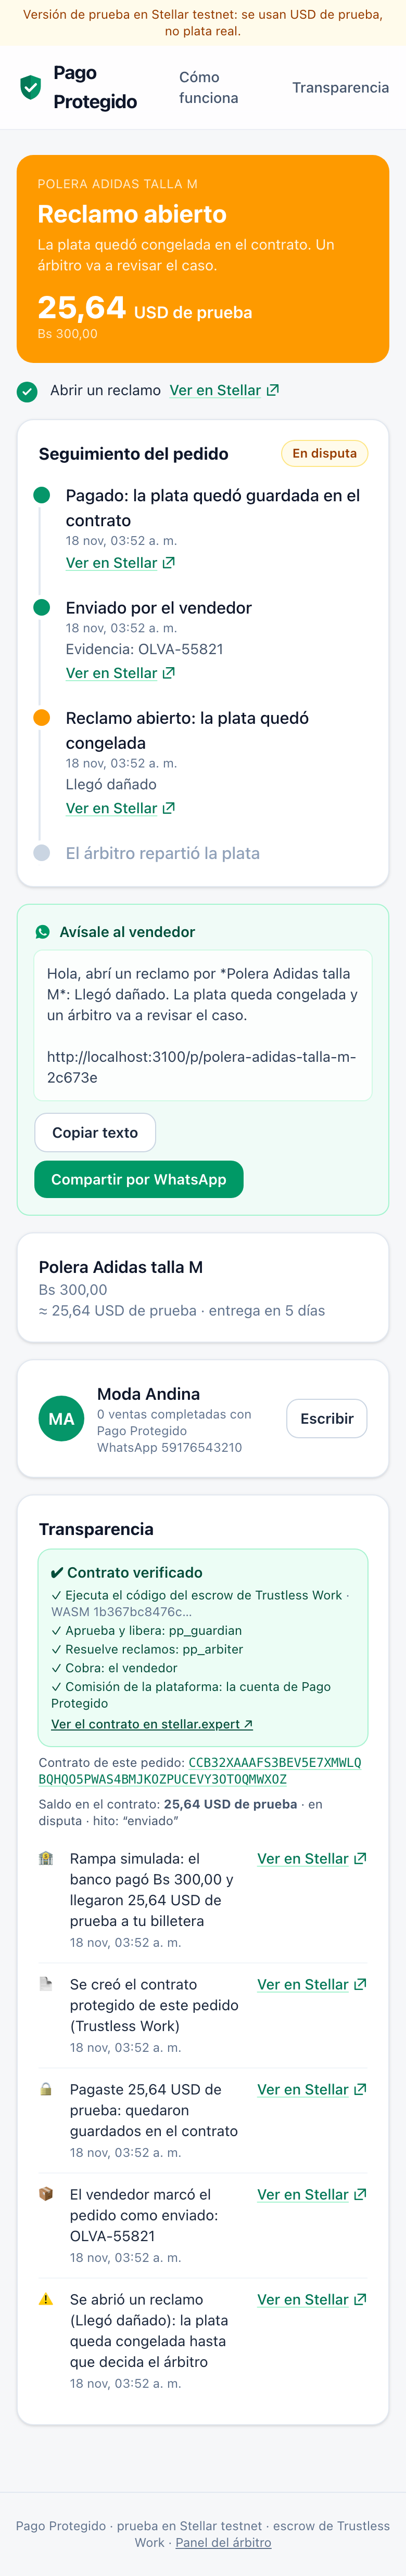 Versión de prueba en Stellar testnet: se usan USD de prueba,
no plata real.
Pago
Protegido
Cómo
funciona
Transparencia
POLERA ADIDAS TALLA M
Reclamo abierto
La plata quedó congelada en el contrato. Un
árbitro va a revisar el caso.
25,64 USD de prueba
Bs 300,00
Abrir un reclamo Ver en Stellar
Seguimiento del pedido
En disputa
Pagado: la plata quedó guardada en el
contrato
18 nov, 03:52 a. m.
Ver en Stellar
Enviado por el vendedor
18 nov, 03:52 a. m.
Evidencia: OLVA-55821
Ver en Stellar
Reclamo abierto: la plata quedó
congelada
18 nov, 03:52 a. m.
Llegó dañado
Ver en Stellar
El árbitro repartió la plata
Avísale al vendedor
Hola, abrí un reclamo por *Polera Adidas talla
M*: Llegó dañado. La plata queda congelada y
un árbitro va a revisar el caso.
http://localhost:3100/p/polera-adidas-talla-m-
2c673e
Copiar texto
Compartir por WhatsApp
Polera Adidas talla M
Bs 300,00
≈ 25,64 USD de prueba · entrega en 5 días
MA
Moda Andina
0 ventas completadas con
Pago Protegido
WhatsApp 59176543210
Escribir
Transparencia
✔ Contrato verificado
✓ Ejecuta el código del escrow de Trustless Work ·
WASM 1b367bc8476c…
✓ Aprueba y libera: pp_guardian
✓ Resuelve reclamos: pp_arbiter
✓ Cobra: el vendedor
✓ Comisión de la plataforma: la cuenta de Pago
Protegido
Ver el contrato en stellar.expert ↗
Contrato de este pedido: CCB32XAAAFS3BEV5E7XMWLQ
BQHQO5PWAS4BMJKOZPUCEVY3OTOQMWXOZ
Saldo en el contrato: 25,64 USD de prueba · en
disputa · hito: “enviado”
Rampa simulada: el
banco pagó Bs 300,00 y
llegaron 25,64 USD de
prueba a tu billetera
18 nov, 03:52 a. m.
Ver en Stellar
Se creó el contrato
protegido de este pedido
(Trustless Work)
18 nov, 03:52 a. m.
Ver en Stellar
Pagaste 25,64 USD de
prueba: quedaron
guardados en el contrato
18 nov, 03:52 a. m.
Ver en Stellar
El vendedor marcó el
pedido como enviado:
OLVA-55821
18 nov, 03:52 a. m.
Ver en Stellar
Se abrió un reclamo
(Llegó dañado): la plata
queda congelada hasta
que decida el árbitro
18 nov, 03:52 a. m.
Ver en Stellar
Pago Protegido · prueba en Stellar testnet · escrow de Trustless
Work · Panel del árbitro